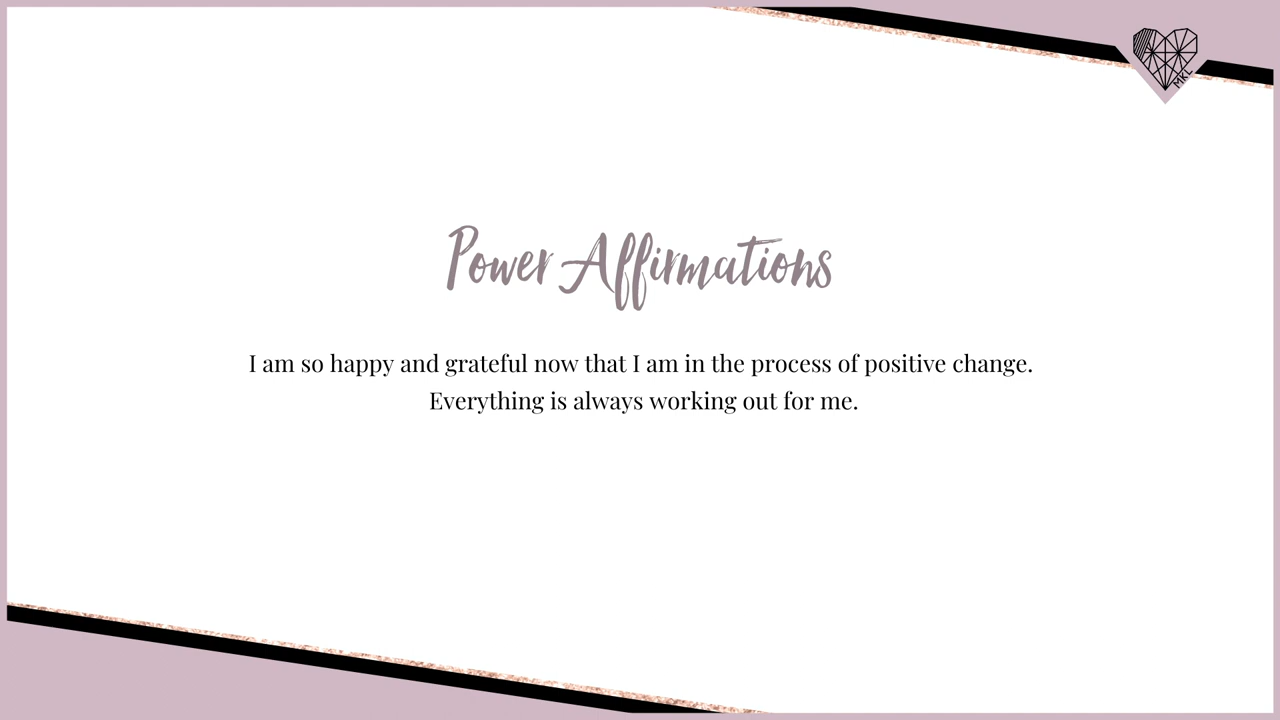 MKL
Power Affirmations
I am so happy and grateful now that I am in the process of positive change.
Everything is always working out for me.